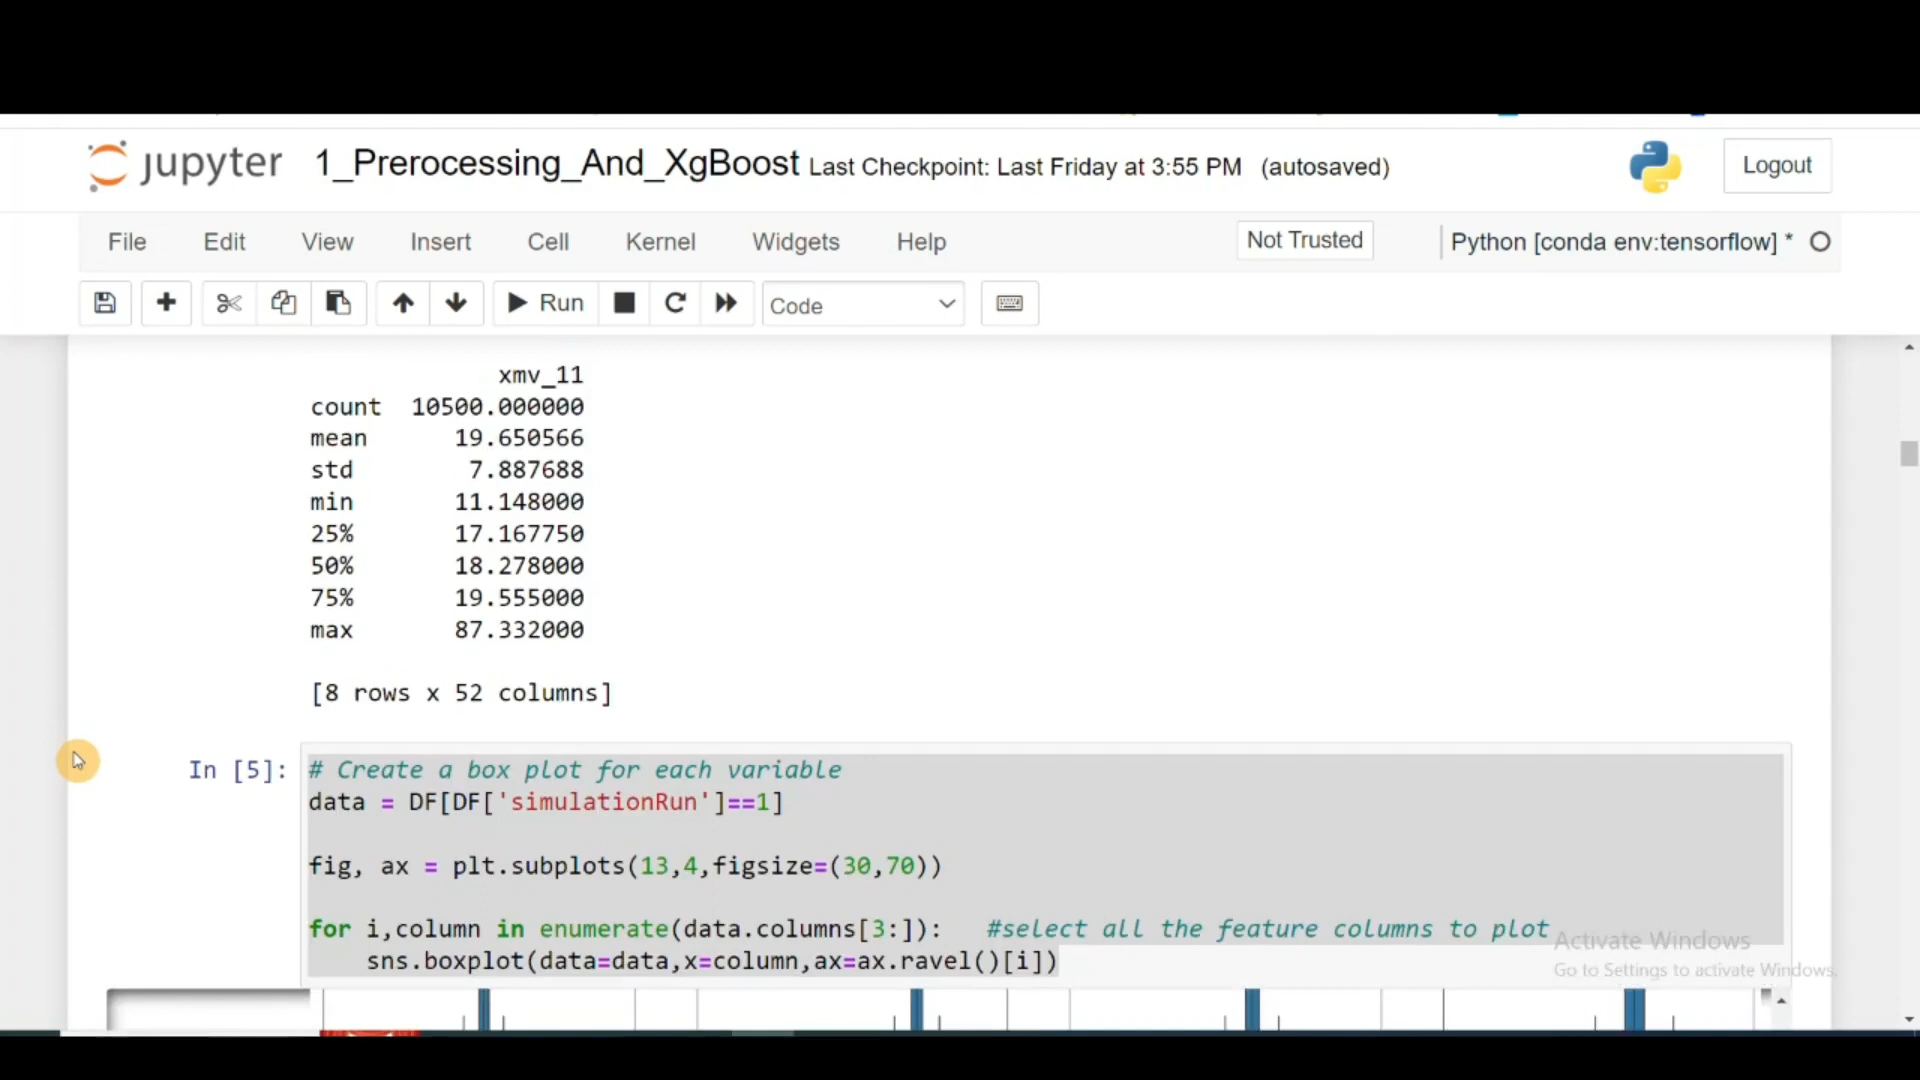 jupyter 1_Prerocessing_And_XgBoost Last Checkpoint: Last Friday at 3:55 PM (autosaved) Logout
File Edit View Insert Cell Kernel Widgets Help Not Trusted Python [conda env:tensorflow] *
Run Code
xmv_11
count 10500.000000
mean 19.650566
std 7.887688
min 11.148000
25% 17.167750
50% 18.278000
75% 19.555000
max 87.332000
[8 rows x 52 columns]
In [5]: # Create a box plot for each variable
data = DF[DF['simulationRun']==1]
fig, ax = plt.subplots(13,4,figsize=(30,70))
for i,column in enumerate(data.columns[3:]): #select all the feature columns to plot
sns.boxplot(data=data,x=column,ax=ax.ravel()[i])
Activate Windows
Go to Settings to activate Windows.